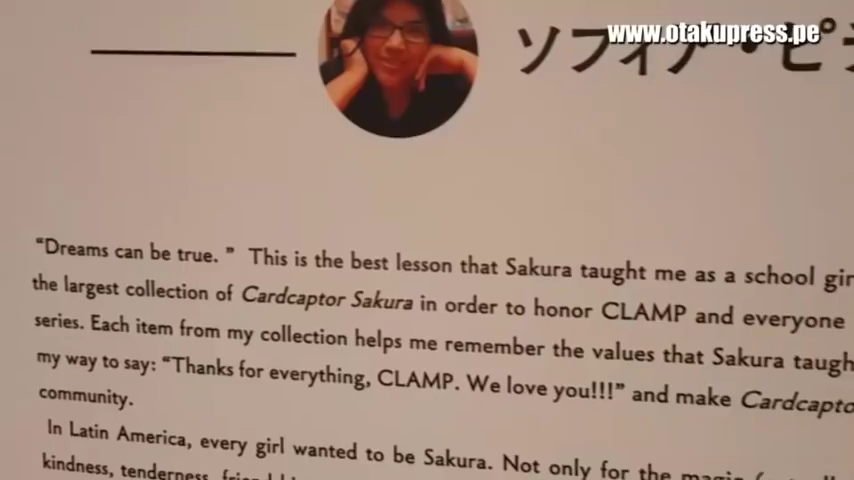 www.otakupress.pe
ソフィア・ピラ
“Dreams can be true. ” This is the best lesson that Sakura taught me as a school
the largest collection of Cardcaptor Sakura in order to honor CLAMP and everyone
series. Each item from my collection helps me remember the values that Sakura
my way to say: “Thanks for everything, CLAMP. We love you!!!” and make
community.
In Latin America, every girl wanted to be Sakura. Not only for the
kindness, tenderness,